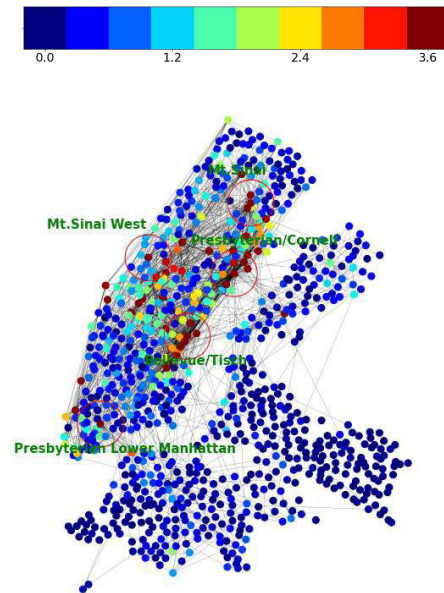 0.0 1.2 2.4 3.6
Mt.Sinai
Mt.Sinai West
Presbyterian/Cornell
Bellevue/Tisch
Presbyterian Lower Manhattan